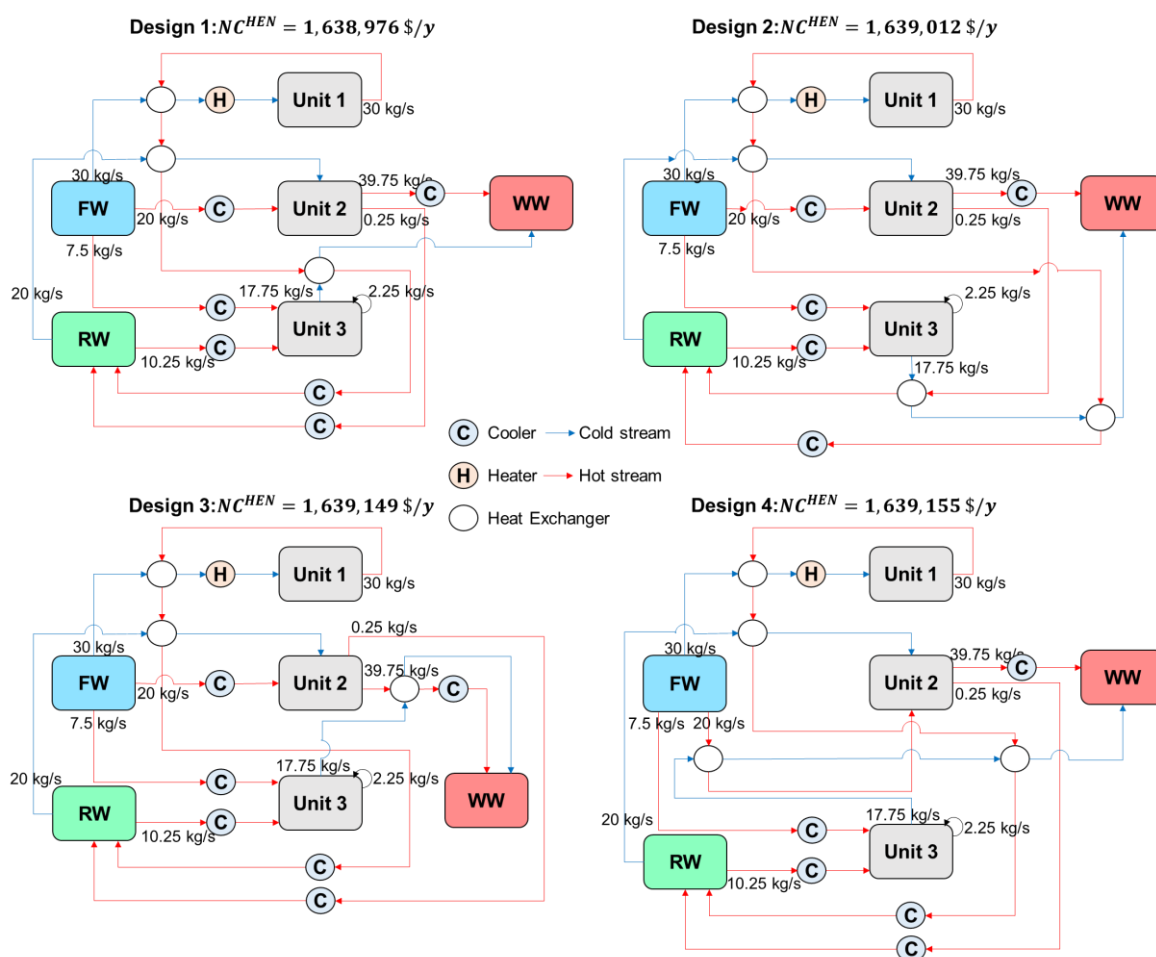 Design 1:NC^HEN = 1,638,976 $/y
H
Unit 1
30 kg/s
30 kg/s
FW
20 kg/s
C
Unit 2
39.75 kg/s
C
0.25 kg/s
WW
7.5 kg/s
20 kg/s
C
17.75 kg/s
2.25 kg/s
RW
10.25 kg/s
C
Unit 3
C
C
Design 2:NC^HEN = 1,639,012 $/y
H
Unit 1
30 kg/s
30 kg/s
FW
20 kg/s
C
Unit 2
39.75 kg/s
C
0.25 kg/s
WW
7.5 kg/s
20 kg/s
C
2.25 kg/s
RW
10.25 kg/s
C
Unit 3
17.75 kg/s
C
C Cooler
Cold stream
H Heater
Hot stream
Heat Exchanger
Design 3:NC^HEN = 1,639,149 $/y
H
Unit 1
30 kg/s
0.25 kg/s
30 kg/s
FW
20 kg/s
C
Unit 2
39.75 kg/s
C
7.5 kg/s
20 kg/s
C
17.75 kg/s
2.25 kg/s
RW
10.25 kg/s
C
Unit 3
WW
C
C
Design 4:NC^HEN = 1,639,155 $/y
H
Unit 1
30 kg/s
30 kg/s
FW
Unit 2
39.75 kg/s
C
0.25 kg/s
WW
7.5 kg/s
20 kg/s
20 kg/s
C
17.75 kg/s
2.25 kg/s
RW
10.25 kg/s
C
Unit 3
C
C